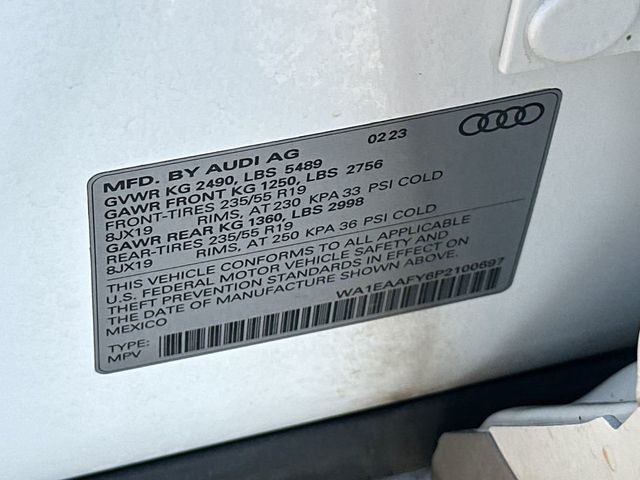 MFD. BY AUDI AG 02 23
GVWR KG 2490, LBS 5489
GAWR FRONT KG 1250, LBS 2756
FRONT-TIRES 235/55 R19
8JX19 RIMS, AT 230 KPA 33 PSI COLD
GAWR REAR KG 1360, LBS 2998
REAR-TIRES 235/55 R19
8JX19 RIMS, AT 250 KPA 36 PSI COLD
THIS VEHICLE CONFORMS TO ALL APPLICABLE
U.S. FEDERAL MOTOR VEHICLE SAFETY AND
THEFT PREVENTION STANDARDS IN EFFECT ON
THE DATE OF MANUFACTURE SHOWN ABOVE.
MEXICO WA1EAAFY6P2100697
TYPE:
MPV